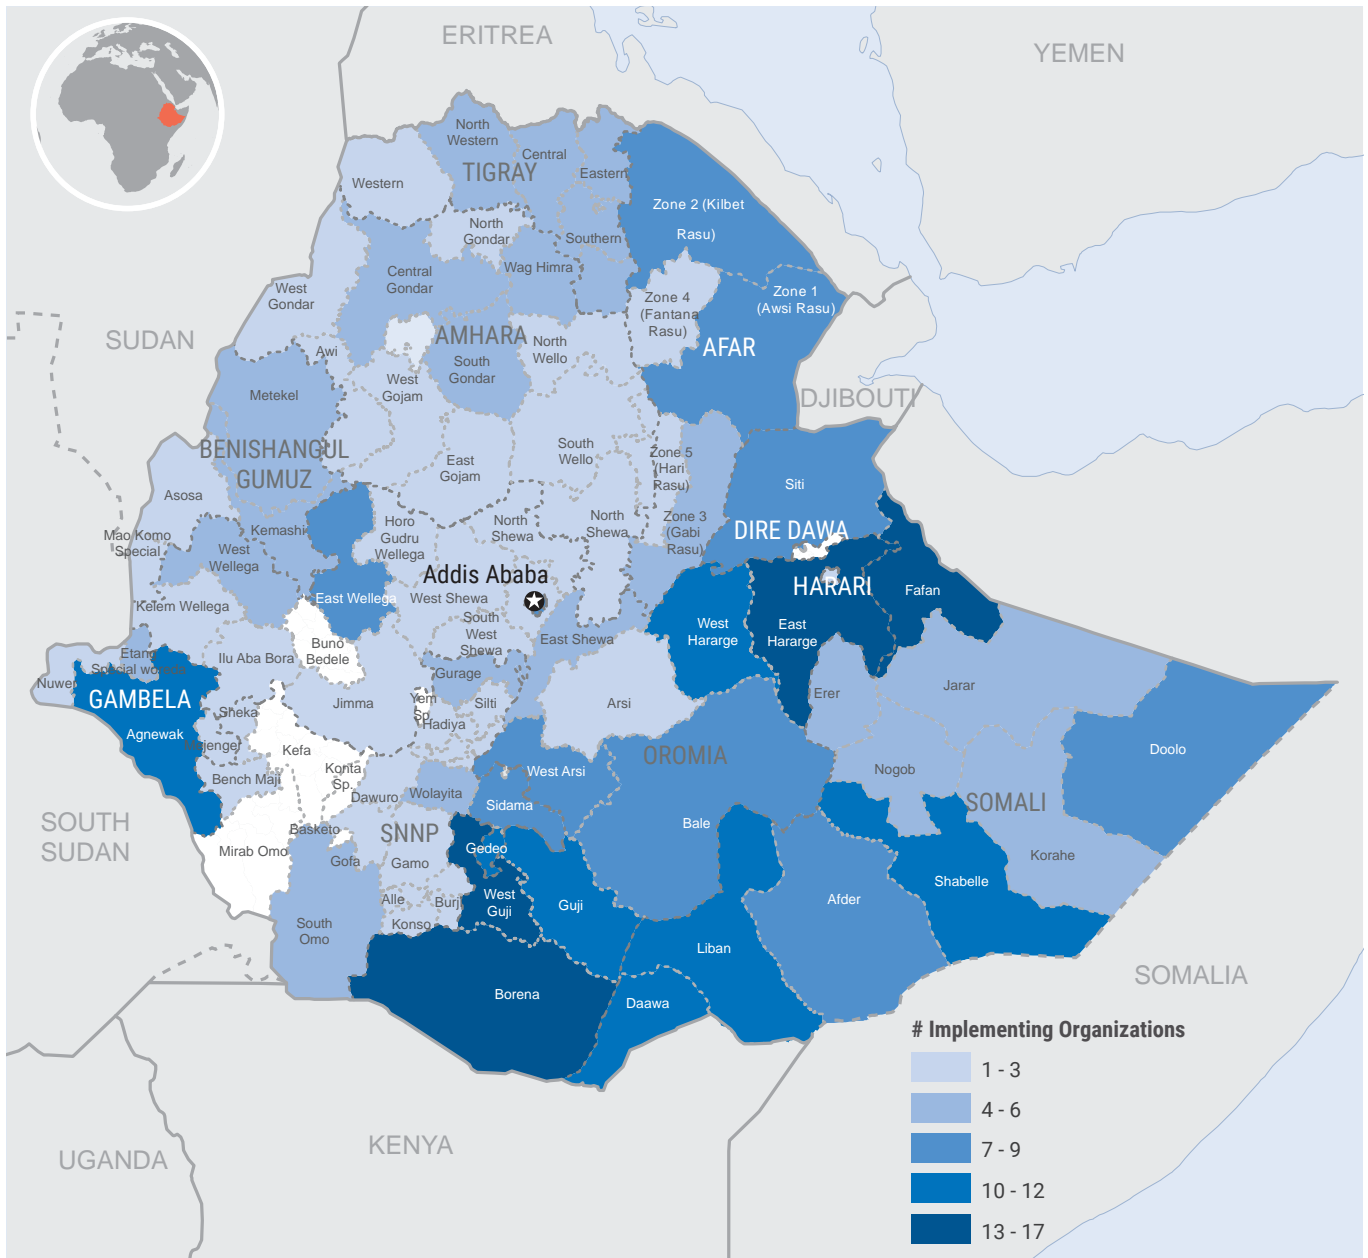 ERITREA
YEMEN
North
Western
Central
TIGRAY
Eastern
Western
Zone 2 (Kilbet
Rasu)
North
Gondar
Southern
Wag Himra
Central
Gondar
West
Gondar
Zone 4
(Fantana
Rasu)
Zone 1
(Awsi Rasu)
SUDAN
AMHARA
North
Wello
AFAR
Awi
South
Gondar
West
Gojam
Metekel
DJIBOUTI
BENISHANGUL
GUMUZ
South
Wello
Zone 5
(Hari
Rasu)
East
Gojam
Siti
Asosa
Mao Komo
Special
Kemashi
Horo
Gudru
Wellega
North
Shewa
North
Shewa
Zone 3
(Gabi
Rasu)
DIRE DAWA
West
Wellega
Addis Ababa
HARARI
Fafan
East Wellega
West Shewa
Kelem Wellega
South
West
Shewa
East Shewa
West
Hararge
East
Hararge
Buno
Bedele
Etang
Special woreda
Ilu Aba Bora
Nuwer
Gurage
GAMBELA
Jimma
Yem
Sp.
Silti
Arsi
Erer
Jarar
Sheka
Hadiya
Agnewak
Majenger
Kefa
OROMIA
Doolo
Bench Maji
Konta
Sp.
Dawuro
Wolayita
West Arsi
Nogob
Sidama
SOMALI
SOUTH
SUDAN
Basketo
SNNP
Bale
Mirab Omo
Gofa
Gamo
Gedeo
Korahe
Shabelle
Alle
Burji
West
Guji
Guji
Afder
South
Omo
Konso
Liban
SOMALIA
Borena
Daawa
# Implementing Organizations
1 - 3
4 - 6
7 - 9
10 - 12
13 - 17
KENYA
UGANDA